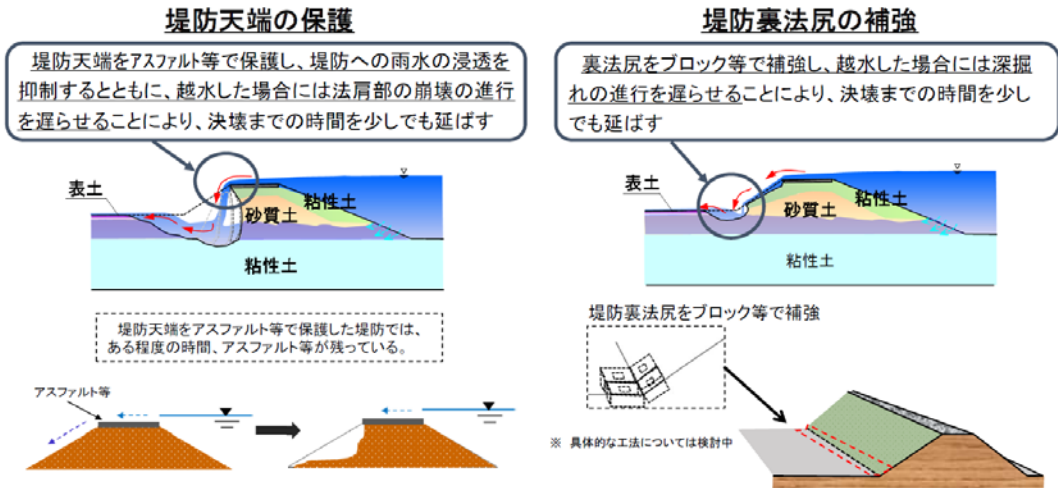 堤防天端の保護
堤防天端をアスファルト等で保護し、堤防への雨水の浸透を
抑制するとともに、越水した場合には法肩部の崩壊の進行
を遅らせることにより、決壊までの時間を少しでも延ばす
表土
粘性土
砂質土
粘性土
堤防天端をアスファルト等で保護した堤防では、
ある程度の時間、アスファルト等が残っている。
アスファルト等
堤防裏法尻の補強
裏法尻をブロック等で補強し、越水した場合には深掘
れの進行を遅らせることにより、決壊までの時間を少し
でも延ばす
表土
粘性土
砂質土
粘性土
堤防裏法尻をブロック等で補強
※ 具体的な工法については検討中